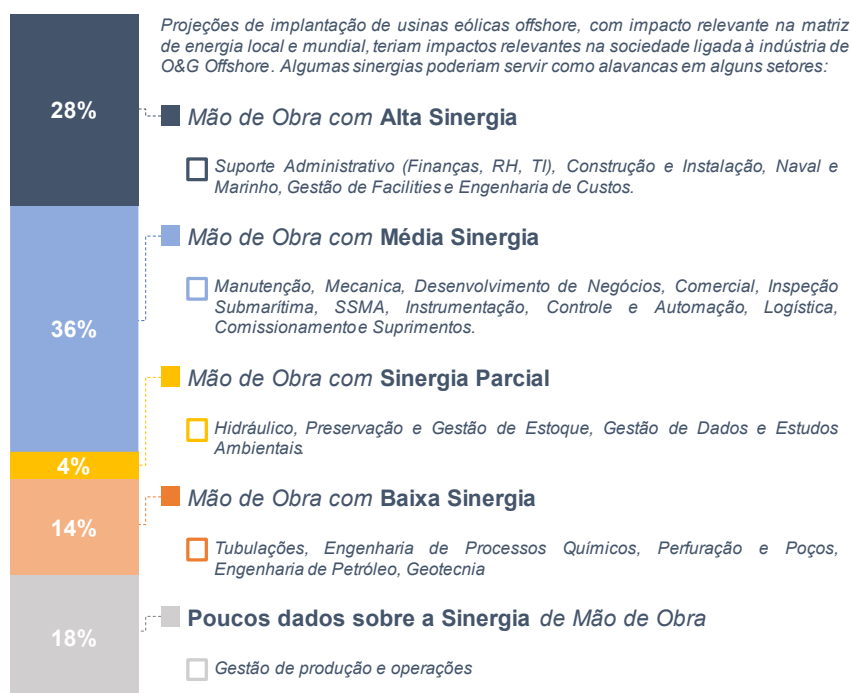 Projeções de implantação de usinas eólicas offshore, com impacto relevante na matriz
de energia local e mundial, teriam impactos relevantes na sociedade ligada à indústria de
O&G Offshore. Algumas sinergias poderiam servir como alavancas em alguns setores:
28%
Mão de Obra com Alta Sinergia
Suporte Administrativo (Finanças, RH, TI), Construção e Instalação, Naval e
Marinho, Gestão de Facilities e Engenharia de Custos.
36%
Mão de Obra com Média Sinergia
Manutenção, Mecanica, Desenvolvimento de Negócios, Comercial, Inspeção
Submarítima, SSMA, Instrumentação, Controle e Automação, Logística,
Comissionamento e Suprimentos.
4%
Mão de Obra com Sinergia Parcial
Hidráulico, Preservação e Gestão de Estoque, Gestão de Dados e Estudos
Ambientais.
14%
Mão de Obra com Baixa Sinergia
Tubulações, Engenharia de Processos Químicos, Perfuração e Poços,
Engenharia de Petróleo, Geotecnia
18%
Poucos dados sobre a Sinergia de Mão de Obra
Gestão de produção e operações